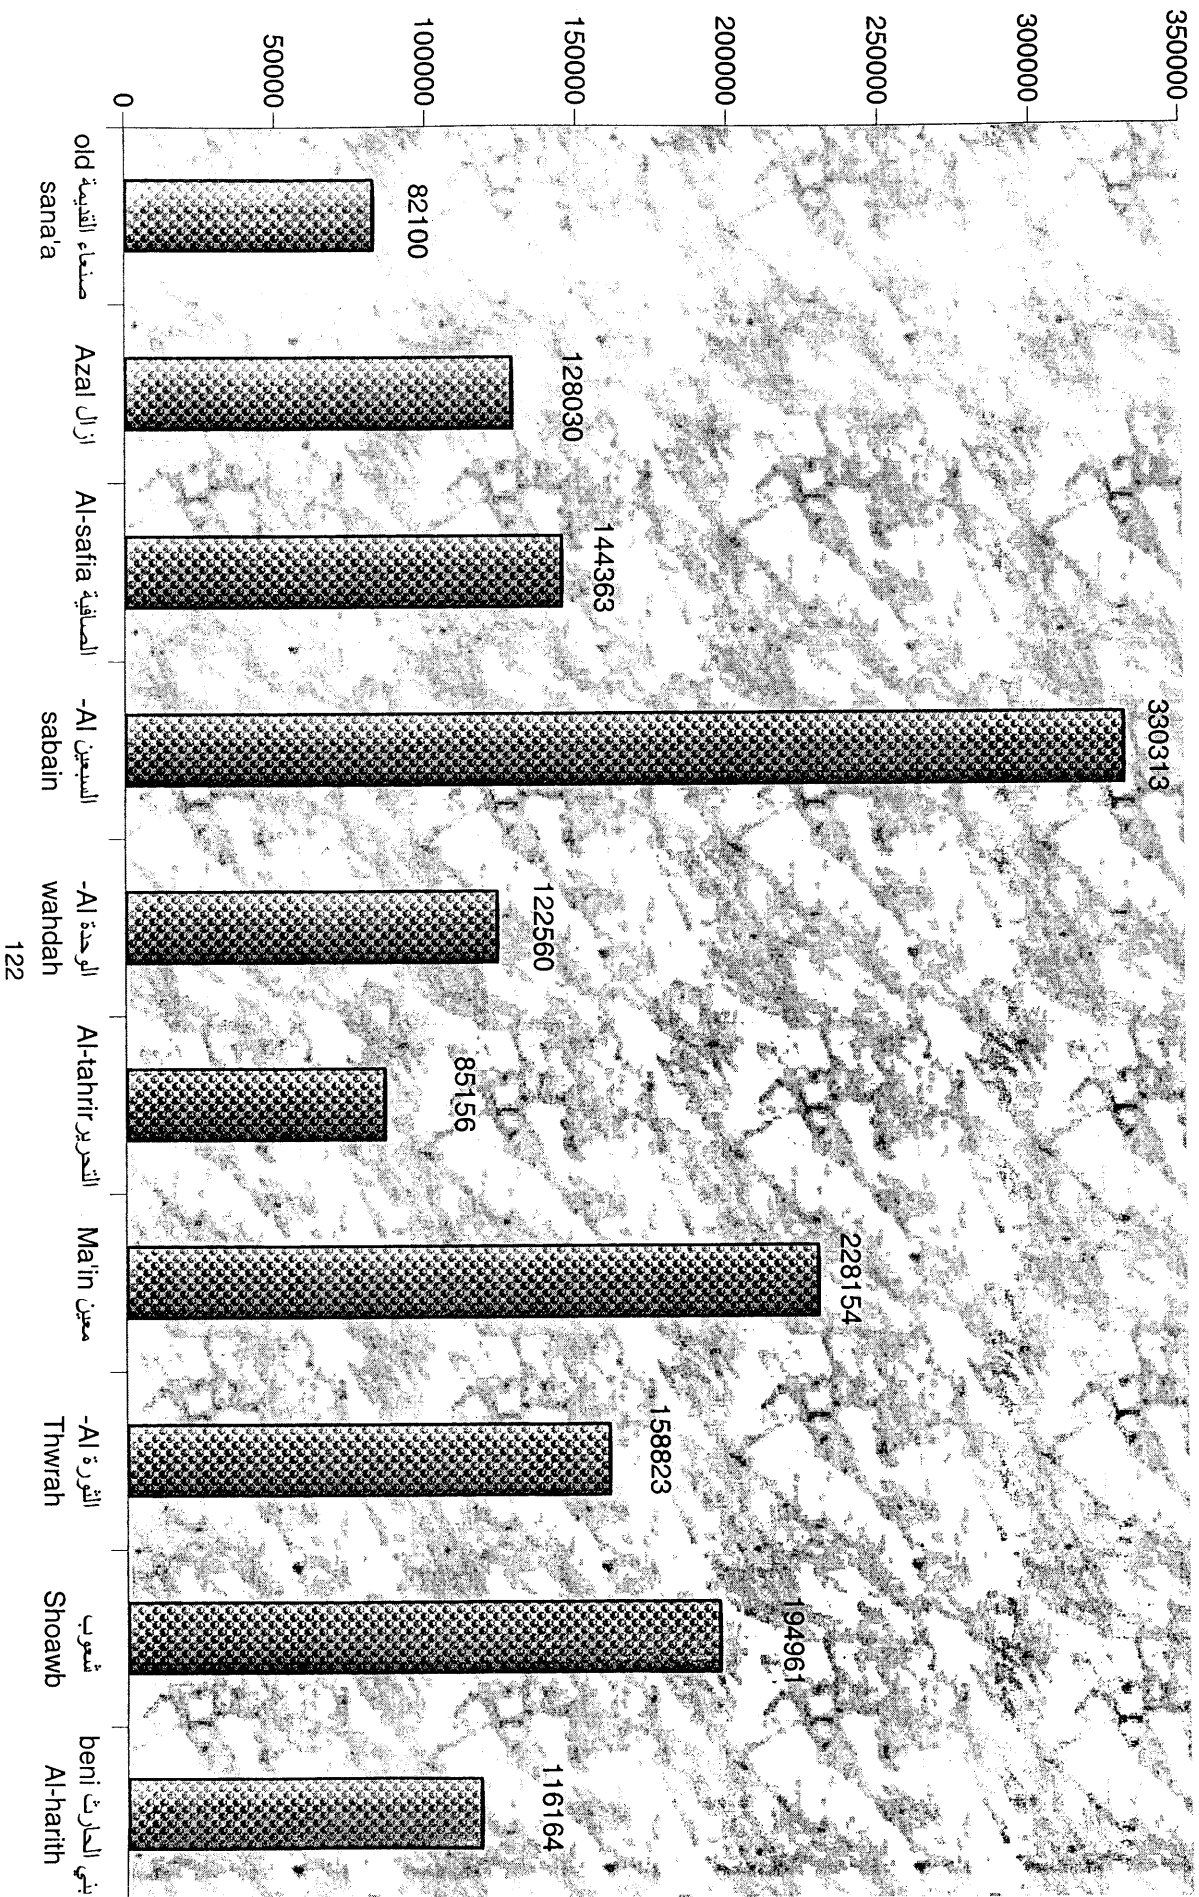 350000
300000
250000
200000
150000
100000
50000
0
82100
128030
144363
330313
122560
85156
228154
158823
194961
116164
صنعاء القديمة old
sana'a
ازال Azal
الصافية Al-safia
السبعين Al-
sabain
الوحدة Al-
wahdah
التحرير Al-tahrir
معين Ma'in
الثورة Al-
Thwrah
شعوب
Shoawb
بني الحارث beni
Al-harith
122